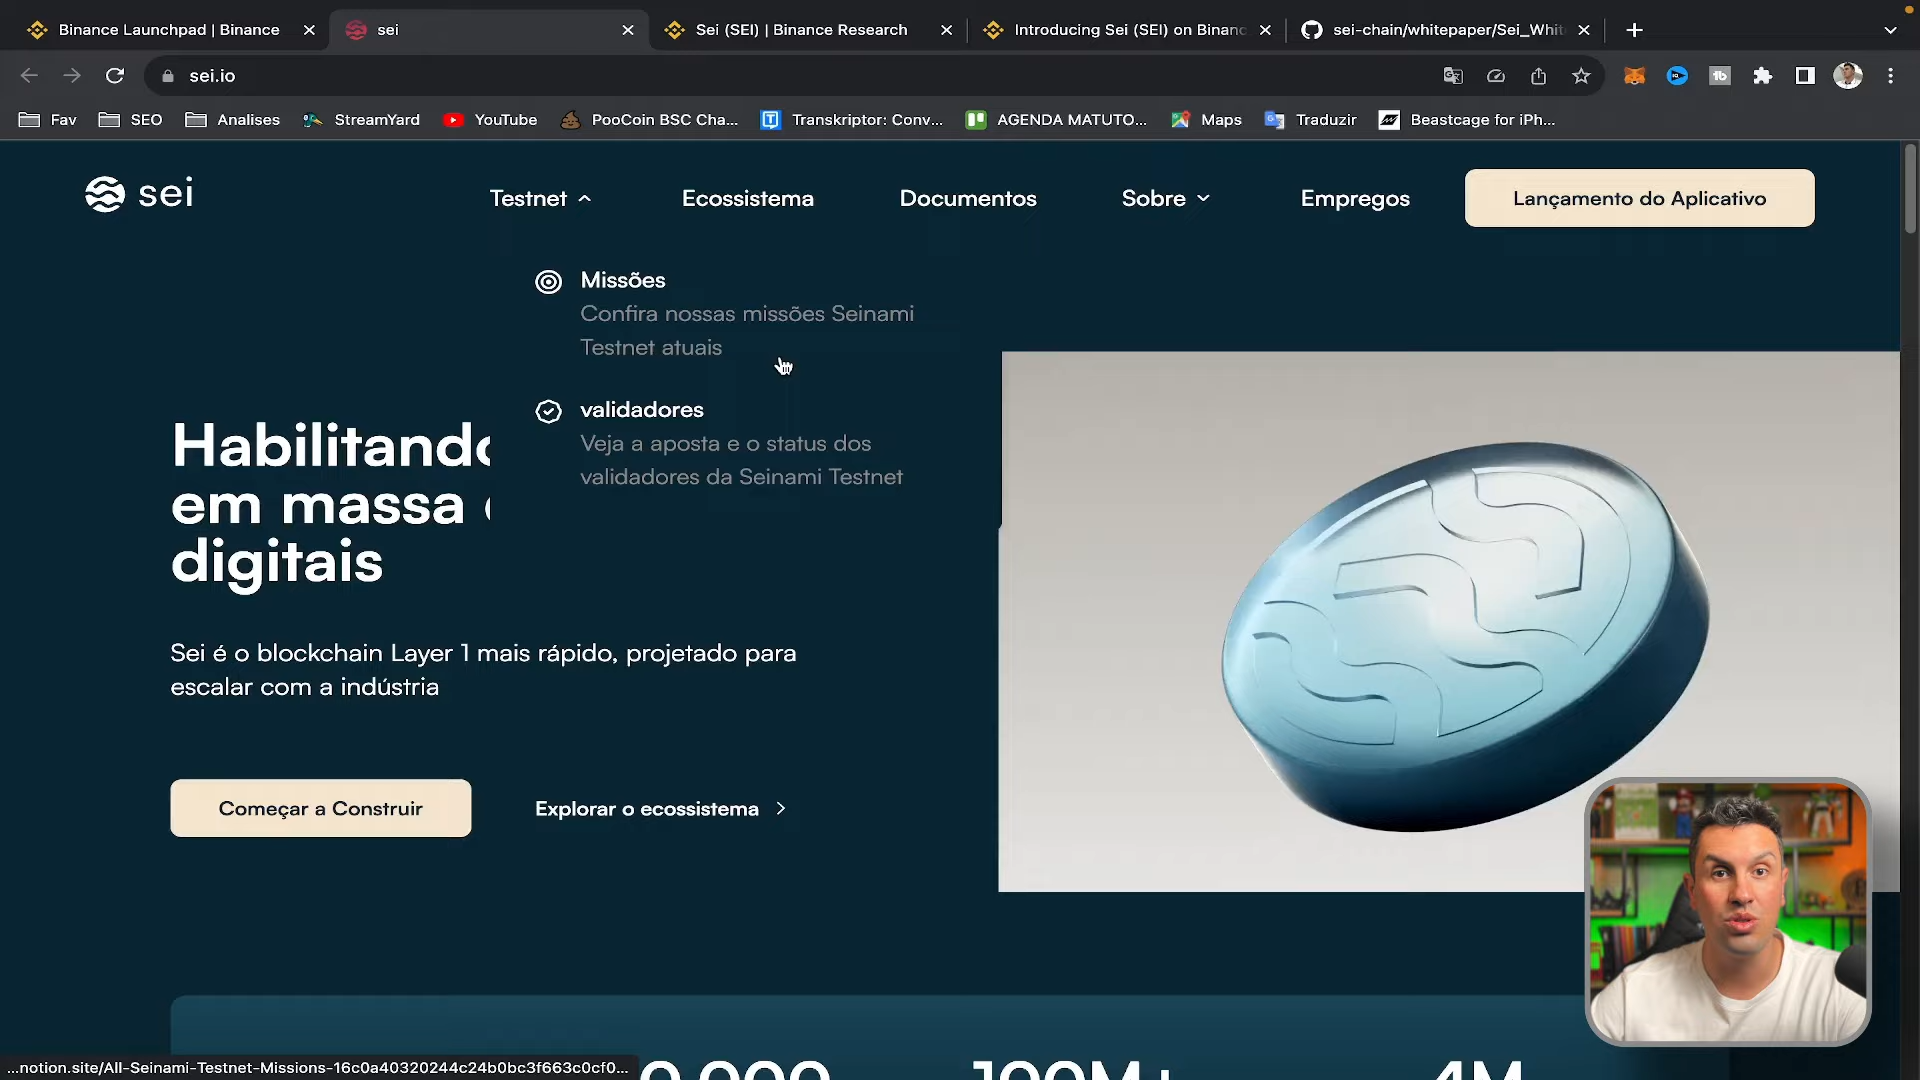 Binance Launchpad | Binance
sei
Sei (SEI) | Binance Research
Introducing Sei (SEI) on Binanc
sei-chain/whitepaper/Sei_Whit
sei.io
Fav
SEO
Analises
StreamYard
YouTube
PooCoin BSC Cha...
Transkriptor: Conv...
AGENDA MATUTO...
Maps
Traduzir
Beastcage for iPh...
sei
Testnet
Ecossistema
Documentos
Sobre
Empregos
Lançamento do Aplicativo
Missões
Confira nossas missões Seinami
Testnet atuais
validadores
Veja a aposta e o status dos
validadores da Seinami Testnet
Habilitando
em massa
digitais
Sei é o blockchain Layer 1 mais rápido, projetado para
escalar com a indústria
Começar a Construir
Explorar o ecossistema
100M+
4M
...notion.site/All-Seinami-Testnet-Missions-16c0a40320244c24b0bc3f663c0cf0...